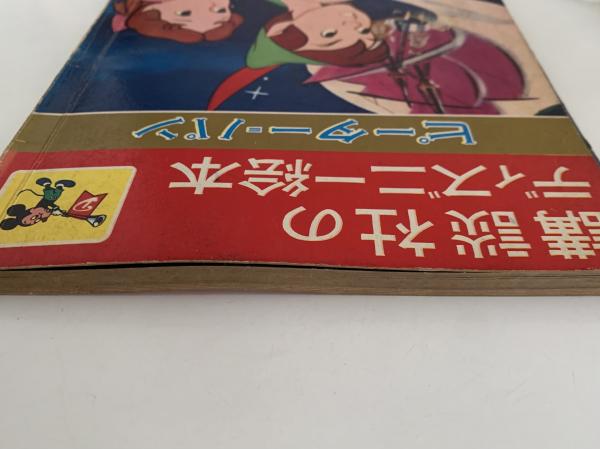 講談社の
ディズニー絵本
ピーター=パン